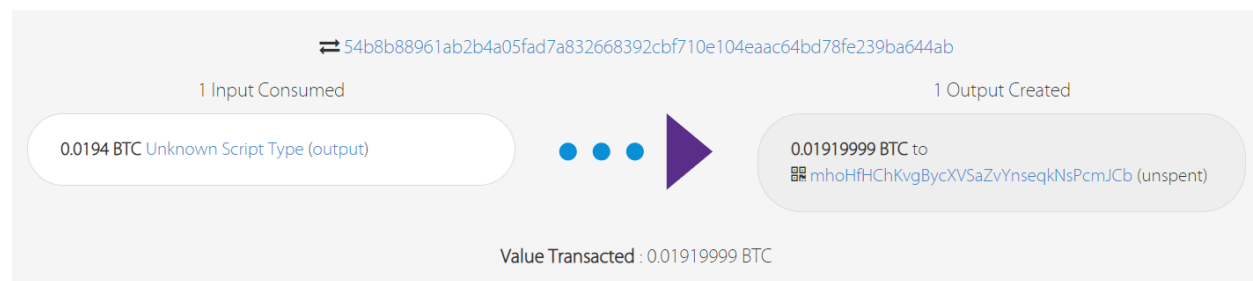 54b8b88961ab2b4a05fad7a832668392cbf710e104eaac64bd78fe239ba644ab
1 Input Consumed
0.0194 BTC Unknown Script Type (output)
1 Output Created
0.01919999 BTC to
mhoHfHChKvgBycXVSaZvYnseqkNsPcmJCb (unspent)
Value Transacted : 0.01919999 BTC